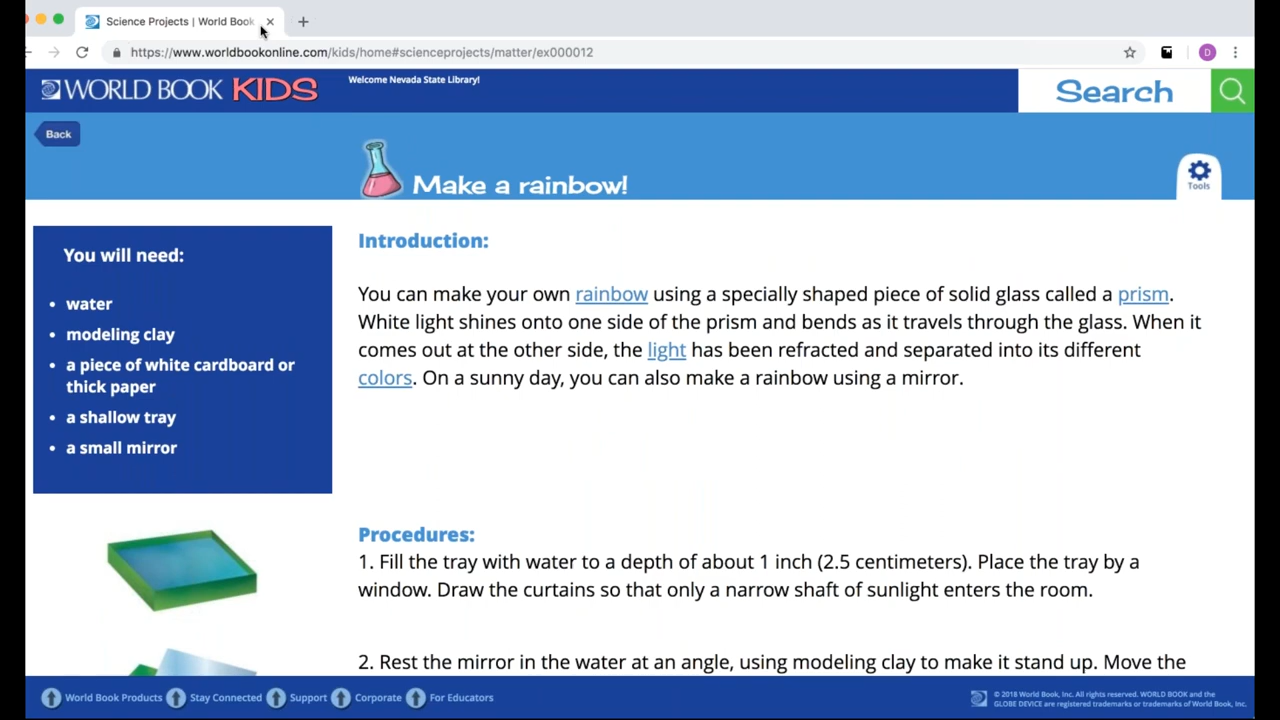 Science Projects | World Book
https://www.worldbookonline.com/kids/home#scienceprojects/matter/ex000012
D
WORLD BOOK KIDS
Welcome Nevada State Library!
Search
Back
Make a rainbow!
Tools
You will need:
• water
• modeling clay
• a piece of white cardboard or
thick paper
• a shallow tray
• a small mirror
Introduction:
You can make your own rainbow using a specially shaped piece of solid glass called a prism.
White light shines onto one side of the prism and bends as it travels through the glass. When it
comes out at the other side, the light has been refracted and separated into its different
colors. On a sunny day, you can also make a rainbow using a mirror.
Procedures:
1. Fill the tray with water to a depth of about 1 inch (2.5 centimeters). Place the tray by a
window. Draw the curtains so that only a narrow shaft of sunlight enters the room.
2. Rest the mirror in the water at an angle, using modeling clay to make it stand up. Move the
World Book Products
Stay Connected
Support
Corporate
For Educators
© 2018 World Book, Inc. All rights reserved. WORLD BOOK and the
GLOBE DEVICE are registered trademarks or trademarks of World Book, Inc.